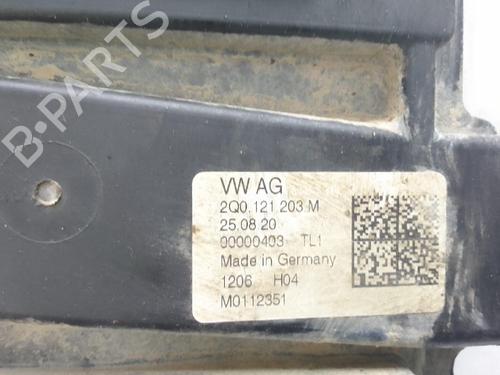 B-PARTS
VW AG
2Q0.121 203 M
25.08 20
00000403 TL1
Made in Germany
1206 H04
M0112351